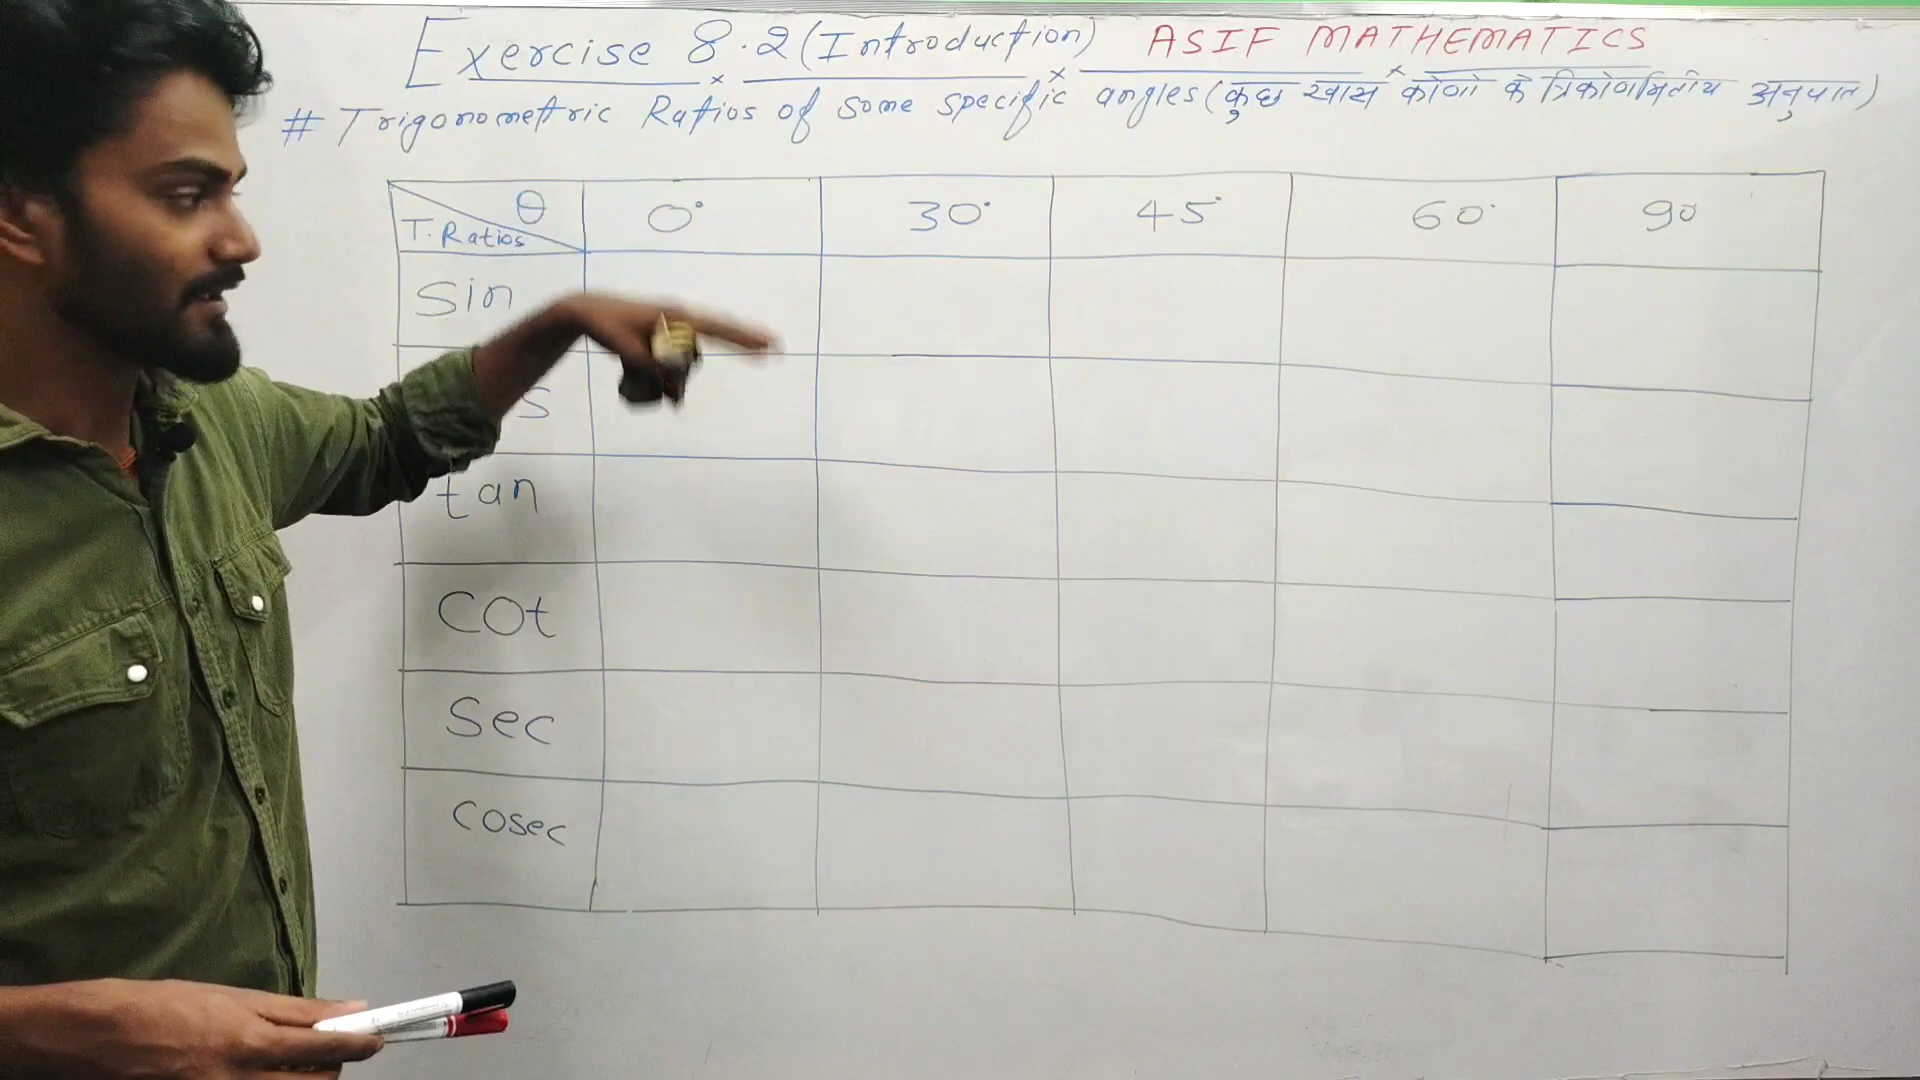 Exercise 8.2 (Introduction) ASIF MATHEMATICS
# Trigonometric Ratios of some specific angles (कुछ खास कोणो के त्रिकोणमितीय अनुपात)
θ 0° 30° 45° 60° 90
T. Ratios
Sin
s
tan
cot
Sec
cosec